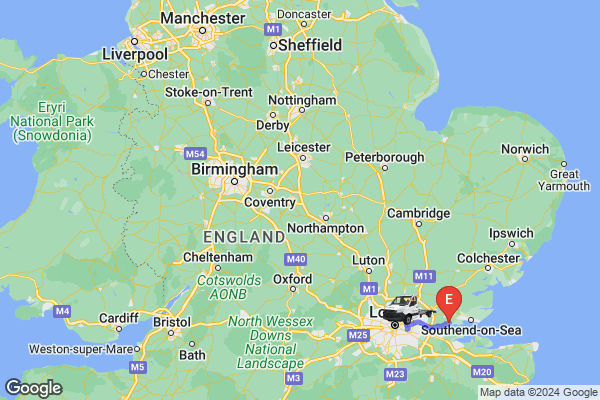 Doncaster
Manchester
M1
Liverpool
Sheffield
Chester
Stoke-on-Trent
Eryri
National Park
(Snowdonia)
Nottingham
Derby
Leicester
M54
Peterborough
Norwich
Birmingham
Great
Yarmouth
Coventry
Northampton
Cambridge
ENGLAND
Ipswich
M40
Cheltenham
Luton
M11
Colchester
Cotswolds
AONB
Oxford
M1
E
M4
Cardiff
Bristol
North Wessex
Downs
National
Landscape
Lo
M25
Southend-on-Sea
Weston-super-Mare
Bath
M5
M3
M23
M20
Google
Map data ©2024 Google